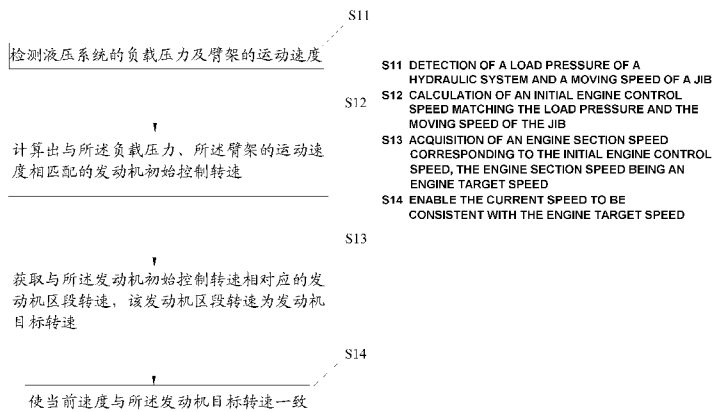 S11
检测液压系统的负载压力及臂架的运动速度
S12
计算出与所述负载压力、所述臂架的运动速
度相匹配的发动机初始控制转速
S13
获取与所述发动机初始控制转速相对应的发
动机区段转速，该发动机区段转速为发动机
目标转速
S14
使当前速度与所述发动机目标转速一致
S11 DETECTION OF A LOAD PRESSURE OF A
HYDRAULIC SYSTEM AND A MOVING SPEED OF A JIB
S12 CALCULATION OF AN INITIAL ENGINE CONTROL
SPEED MATCHING THE LOAD PRESSURE AND THE
MOVING SPEED OF THE JIB
S13 ACQUISITION OF AN ENGINE SECTION SPEED
CORRESPONDING TO THE INITIAL ENGINE CONTROL
SPEED, THE ENGINE SECTION SPEED BEING AN
ENGINE TARGET SPEED
S14 ENABLE THE CURRENT SPEED TO BE
CONSISTENT WITH THE ENGINE TARGET SPEED